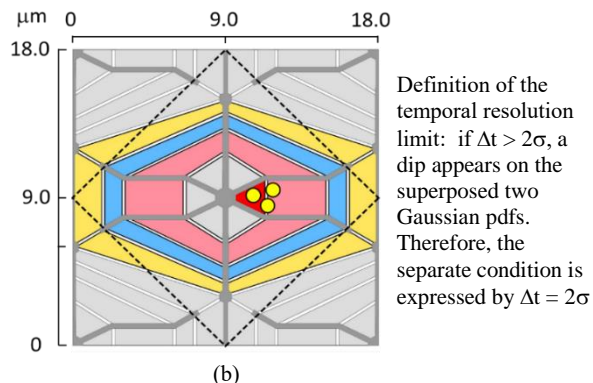 μm 0 9.0 18.0
18.0
9.0
0
(b)
Definition of the
temporal resolution
limit: if Δt > 2σ, a
dip appears on the
superposed two
Gaussian pdfs.
Therefore, the
separate condition is
expressed by Δt = 2σ